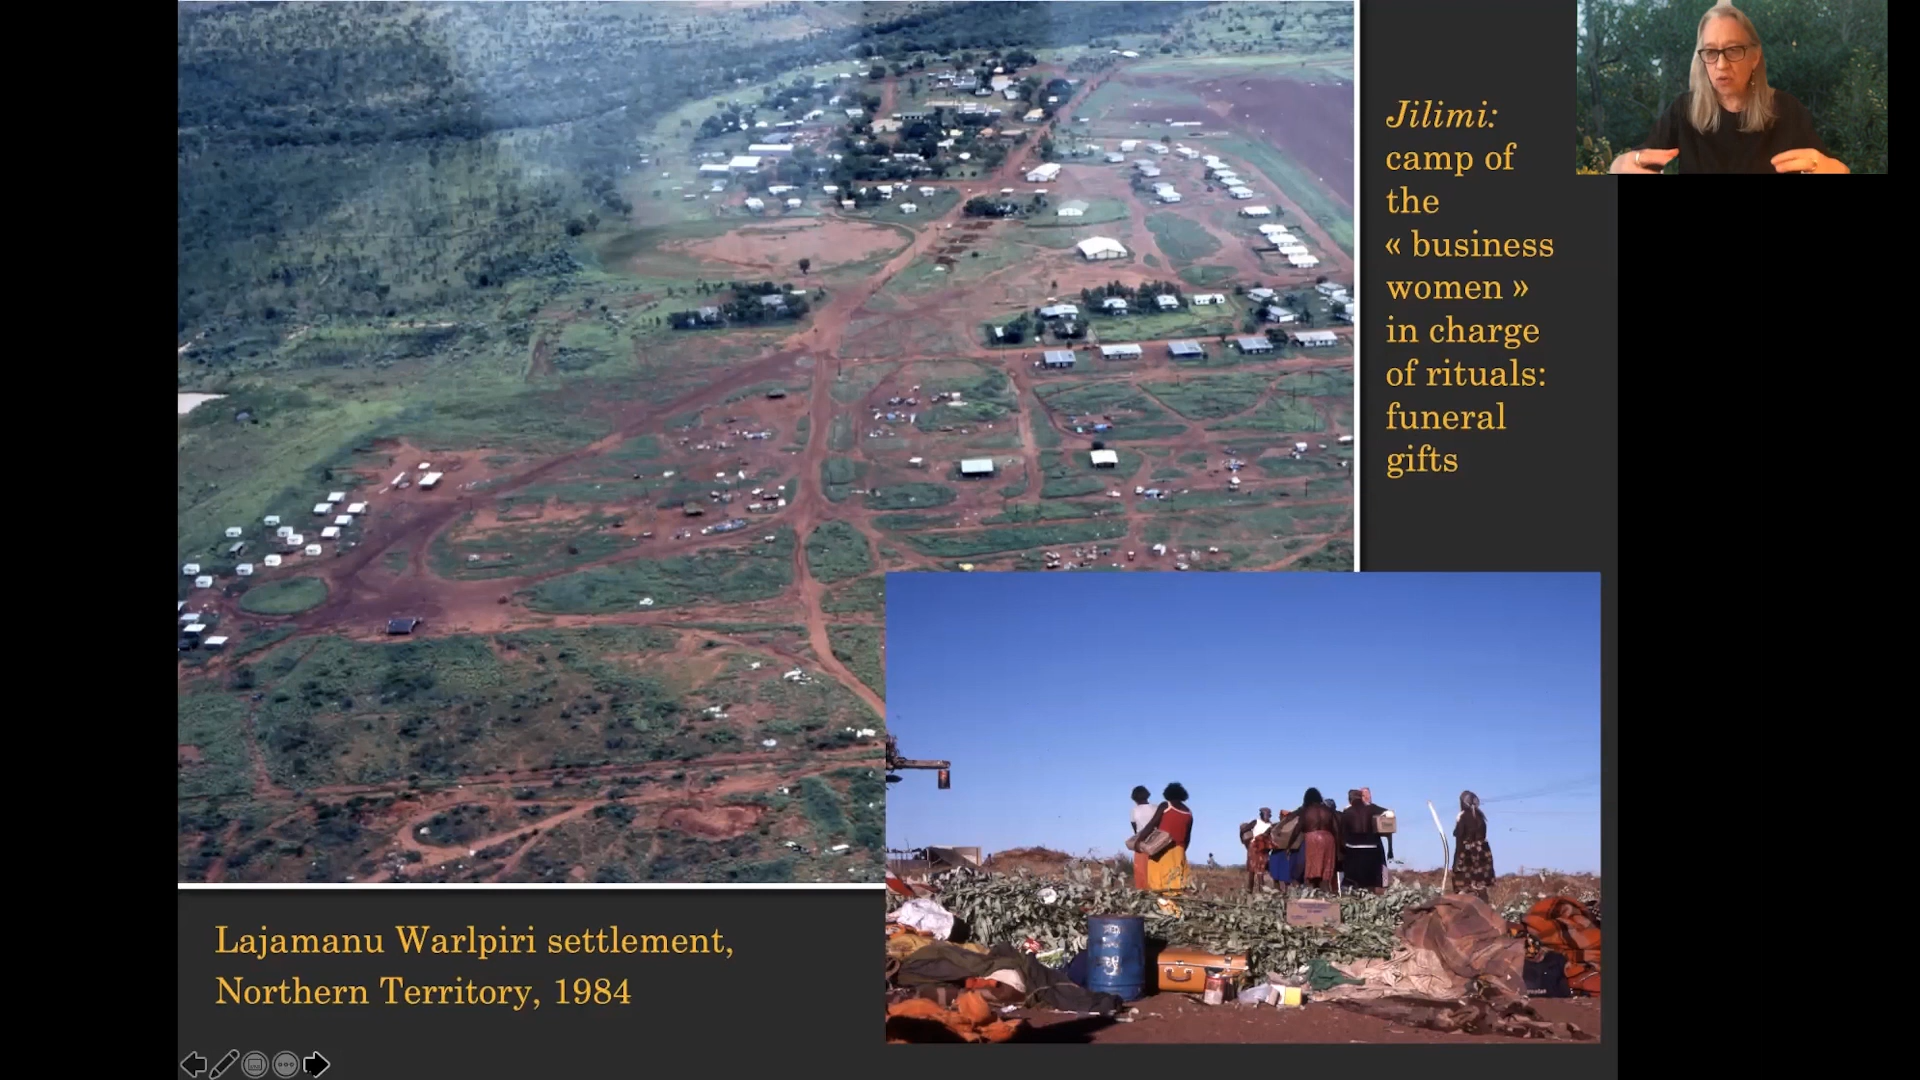 Jilimi:
camp of
the
« business
women »
in charge
of rituals:
funeral
gifts
Lajamanu Warlpiri settlement,
Northern Territory, 1984